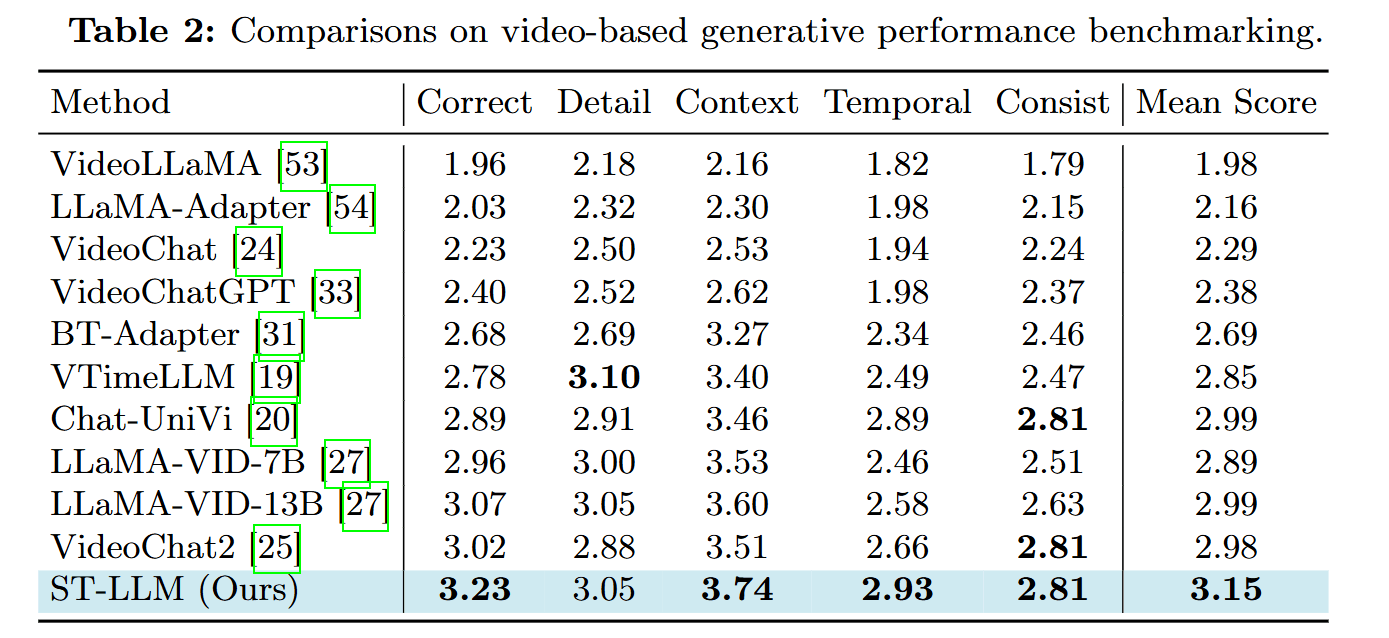 Table 2: Comparisons on video-based generative performance benchmarking.
Method Correct Detail Context Temporal Consist Mean Score
VideoLLaMA [53] 1.96 2.18 2.16 1.82 1.79 1.98
LLaMA-Adapter [54] 2.03 2.32 2.30 1.98 2.15 2.16
VideoChat [24] 2.23 2.50 2.53 1.94 2.24 2.29
VideoChatGPT [33] 2.40 2.52 2.62 1.98 2.37 2.38
BT-Adapter [31] 2.68 2.69 3.27 2.34 2.46 2.69
VTimeLLM [19] 2.78 3.10 3.40 2.49 2.47 2.85
Chat-UniVi [20] 2.89 2.91 3.46 2.89 2.81 2.99
LLaMA-VID-7B [27] 2.96 3.00 3.53 2.46 2.51 2.89
LLaMA-VID-13B [27] 3.07 3.05 3.60 2.58 2.63 2.99
VideoChat2 [25] 3.02 2.88 3.51 2.66 2.81 2.98
ST-LLM (Ours) 3.23 3.05 3.74 2.93 2.81 3.15